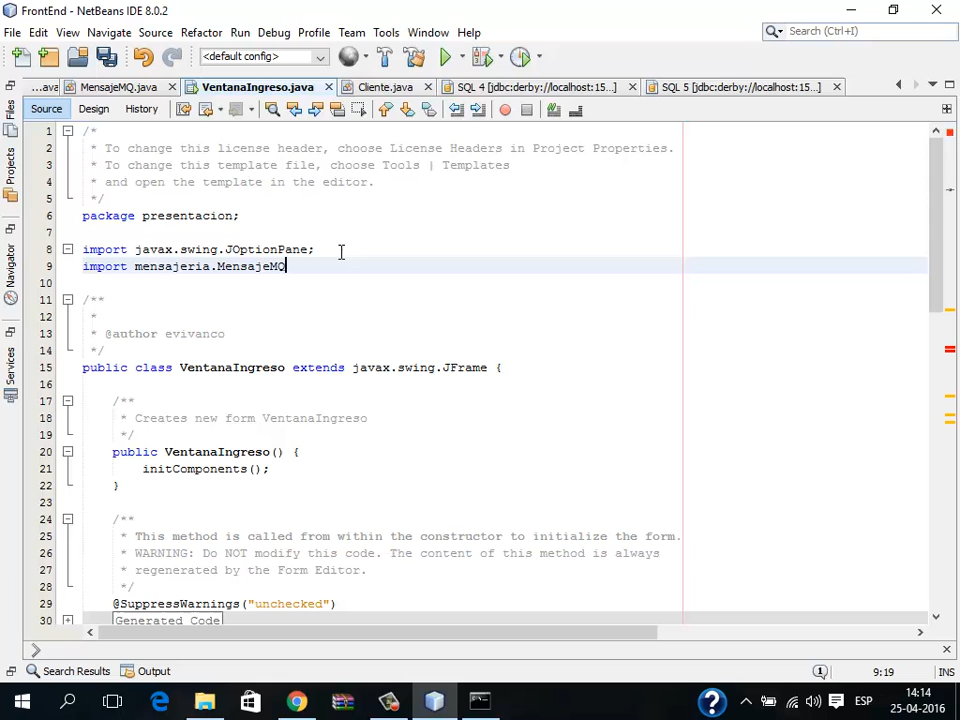 FrontEnd - NetBeans IDE 8.0.2
File Edit View Navigate Source Refactor Run Debug Profile Team Tools Window Help
Search (Ctrl+I)
<default config>
...ava MensajeMQ.java VentanaIngreso.java Cliente.java SQL 4 [jdbc:derby://localhost:15...] SQL 5 [jdbc:derby://localhost:15...]
Source Design History
Files
Projects
Navigator
Services
1 /*
2 * To change this license header, choose License Headers in Project Properties.
3 * To change this template file, choose Tools | Templates
4 * and open the template in the editor.
5 */
6 package presentacion;
7
8 import javax.swing.JOptionPane;
9 import mensajeria.MensajeMQ
10
11 /**
12 *
13 * @author evivanco
14 */
15 public class VentanaIngreso extends javax.swing.JFrame {
16
17 /**
18 * Creates new form VentanaIngreso
19 */
20 public VentanaIngreso() {
21 initComponents();
22 }
23
24 /**
25 * This method is called from within the constructor to initialize the form.
26 * WARNING: Do NOT modify this code. The content of this method is always
27 * regenerated by the Form Editor.
28 */
29 @SuppressWarnings("unchecked")
30 Generated Code
Search Results Output
1 9:19 INS
ESP
14:14
25-04-2016